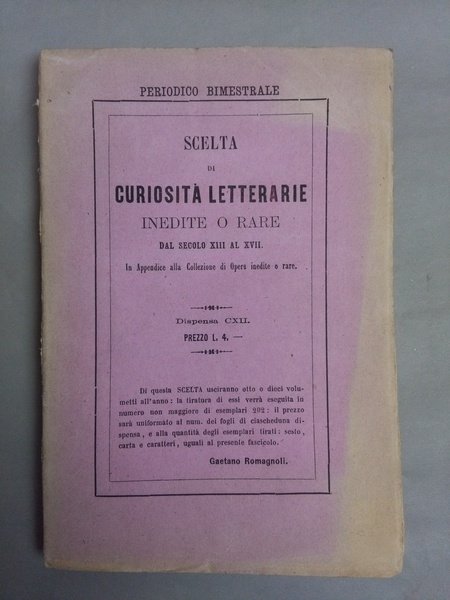 PERIODICO BIMESTRALE
SCELTA
DI
CURIOSITÀ LETTERARIE
INEDITE O RARE
DAL SECOLO XIII AL XVII.
In Appendice alla Collezione di Opere inedite o rare.
Dispensa CXII.
PREZZO L. 4. —
Di questa SCELTA usciranno otto o dieci volu-
metti all'anno: la tiratura di essi verrà eseguita in
numero non maggiore di esemplari 202: il prezzo
sarà uniformato al num. dei fogli di ciascheduna di-
spensa, e alla quantità degli esemplari tirati: sesto,
carta e caratteri, uguali al presente fascicolo.
Gaetano Romagnoli.